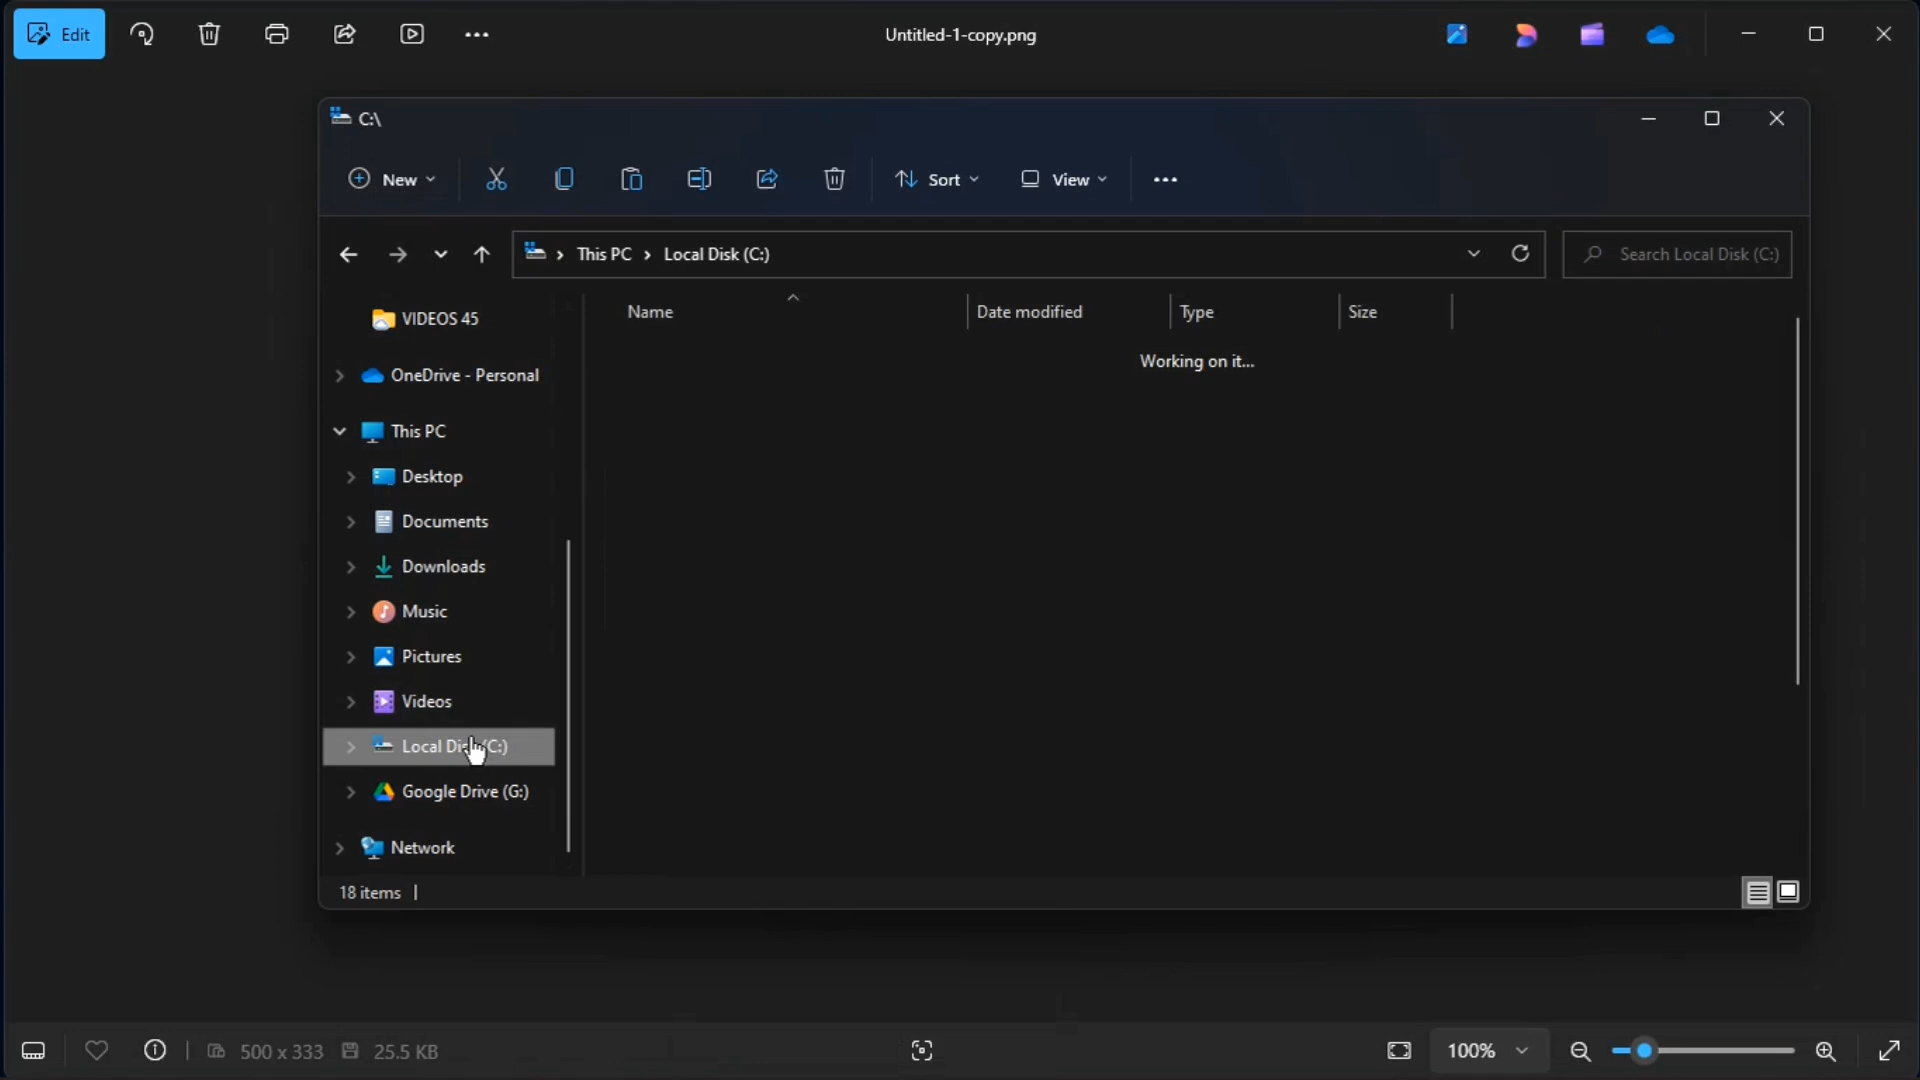 Edit
Untitled-1-copy.png
C:\
New
Sort
View
This PC
Local Disk (C:)
Search Local Disk (C:)
Name
Date modified
Type
Size
Working on it...
VIDEOS 45
OneDrive - Personal
This PC
Desktop
Documents
Downloads
Music
Pictures
Videos
Local Disk (C:)
Google Drive (G:)
Network
18 items
500 x 333
25.5 KB
100%